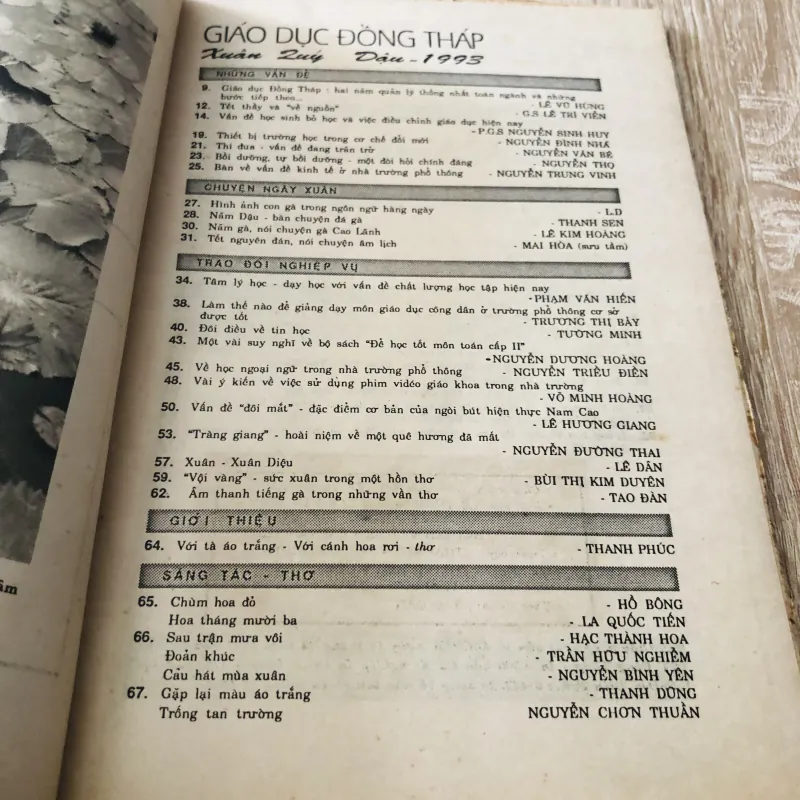 GIÁO DỤC ĐỒNG THÁP
Xuân Quý Dậu - 1993
NHỮNG VẤN ĐỀ
9. Giáo dục Đồng Tháp - hai năm quản lý thống nhất toàn ngành và những
bước tiếp theo... - LÊ VŨ HÙNG
12. Tết thầy và "về nguồn" - G.S LÊ TRÍ VIỄN
14. Vấn đề học sinh bỏ học và việc điều chỉnh giáo dục hiện nay
- P.G.S NGUYỄN SINH HUY
19. Thiết bị trường học trong cơ chế đổi mới - NGUYỄN ĐÌNH NHÃ
21. Thi đua - vấn đề đang trăn trở - NGUYỄN VĂN BÉ
23. Bồi dưỡng, tự bồi dưỡng - một đòi hỏi chính đáng - NGUYỄN THỌ
25. Bàn về vấn đề kinh tế ở nhà trường phổ thông - NGUYỄN TRUNG VINH
CHUYỆN NGÀY XUÂN
27. Hình ảnh con gà trong ngôn ngữ hàng ngày - L.D
28. Năm Dậu - bàn chuyện đá gà - THANH SEN
30. Năm gà, nói chuyện gà Cao Lãnh - LÊ KIM HOÀNG
31. Tết nguyên đán, nói chuyện âm lịch - MAI HÒA (sưu tầm)
TRAO ĐỔI NGHIỆP VỤ
34. Tâm lý học - dạy học với vấn đề chất lượng học tập hiện nay
- PHẠM VĂN HIẾN
38. Làm thế nào để giảng dạy môn giáo dục công dân ở trường phổ thông cơ sở
được tốt - TRƯƠNG THỊ BẢY
40. Đôi điều về tin học - TƯỜNG MINH
43. Một vài suy nghĩ về bộ sách "Để học tốt môn toán cấp II"
- NGUYỄN DƯƠNG HOÀNG
45. Về học ngoại ngữ trong nhà trường phổ thông - NGUYỄN TRIỀU ĐIỀN
48. Vài ý kiến về việc sử dụng phim vidéo giáo khoa trong nhà trường
- VÕ MINH HOÀNG
50. Vấn đề "đôi mắt" - đặc điểm cơ bản của ngòi bút hiện thực Nam Cao
- LÊ HƯƠNG GIANG
53. "Tràng giang" - hoài niệm về một quê hương đã mất
- NGUYỄN ĐƯỜNG THAI
57. Xuân - Xuân Diệu - LÊ DÂN
59. "Vội vàng" - sức xuân trong một hồn thơ - BÙI THỊ KIM DUYÊN
62. Âm thanh tiếng gà trong những vần thơ - TAO ĐÀN
GIỚI THIỆU
64. Với tà áo trắng - Với cánh hoa rơi - thơ - THANH PHÚC
SÁNG TÁC - THƠ
65. Chùm hoa đỏ - HỒ BÔNG
Hoa tháng mười ba - LA QUỐC TIẾN
66. Sau trận mưa vôi - HẠC THÀNH HOA
Đoản khúc - TRẦN HỮU NGHIỄM
Câu hát mùa xuân - NGUYỄN BÌNH YÊN
67. Gặp lại màu áo trắng - THANH DŨNG
Trống tan trường NGUYỄN CHƠN THUẦN